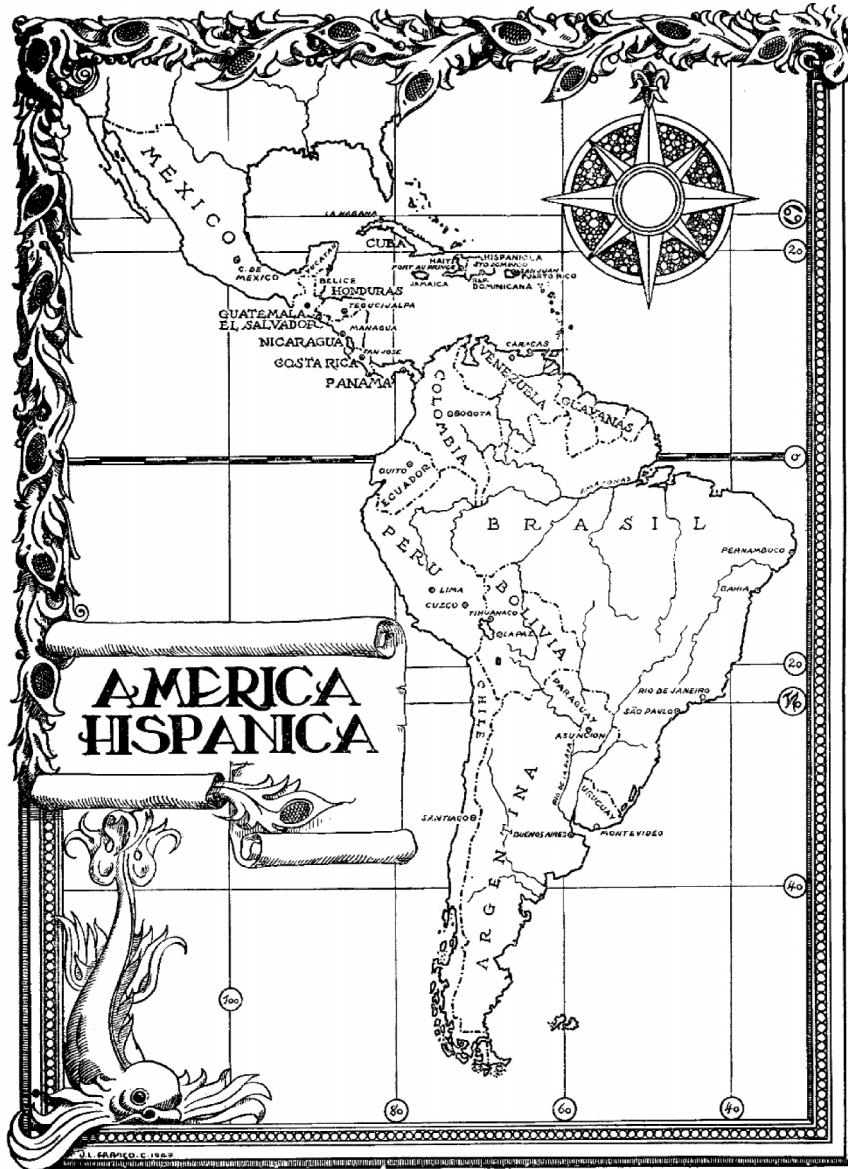 MEXICO
LA HABANA
CUBA
20
C. DE
MEXICO
YUCATAN
BELICE
HONDURAS
HAITI
PORT AU PRINCE
JAMAICA
HISPANIOLA
STO DOMINGO
SAN JUAN
PUERTO RICO
REP.
DOMINICANA
GUATEMALA
TEGUCIJALPA
EL SALVADOR
MANAGUA
NICARAGUA
SAN JOSE
COSTA RICA
PANAMA
CARACAS
VENEZUELA
GUAYANAS
COLOMBIA
BOGOTA
0
QUITO
ECUADOR
AMAZONAS
BRASIL
PERU
PERNAMBUCO
LIMA
CUZCO
BAHIA
TIHUANACO
BOLIVIA
LA PAZ
20
AMERICA
HISPANICA
CHILE
PARAGUAY
RIO DE JANEIRO
SÃO PAULO
ASUNCION
RIO DE LA PLATA
ARGENTINA
URUGUAY
SANTIAGO
BUENOS AIRES
MONTEVIDEO
40
100
80
60
40
J. L. FRANCO. C. 1947